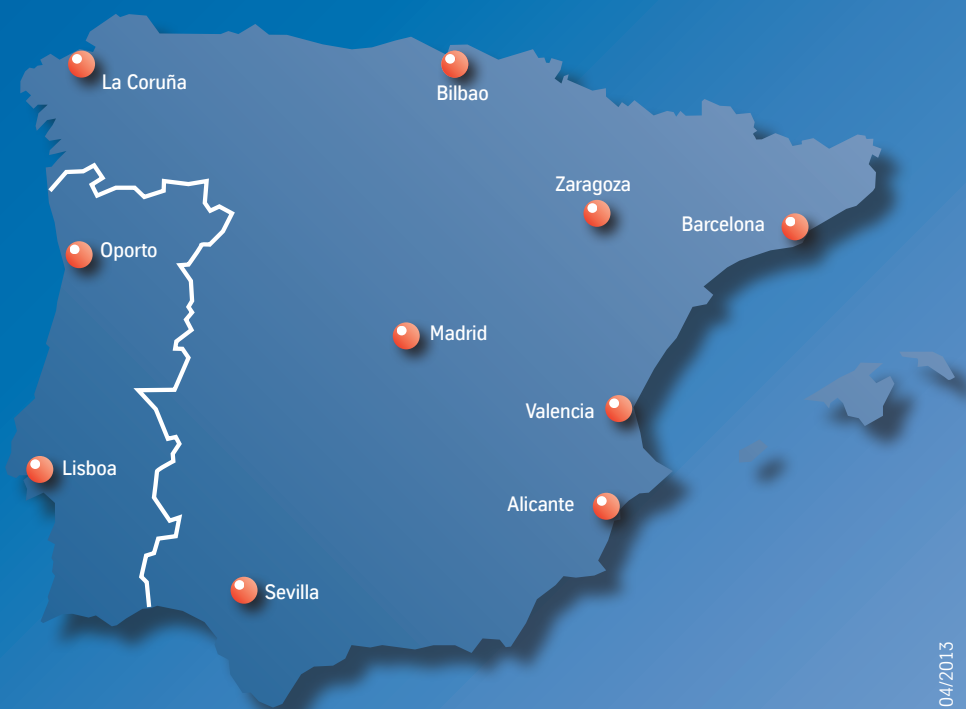 La Coruña
Bilbao
Zaragoza
Barcelona
Oporto
Madrid
Valencia
Lisboa
Alicante
Sevilla
04/2013